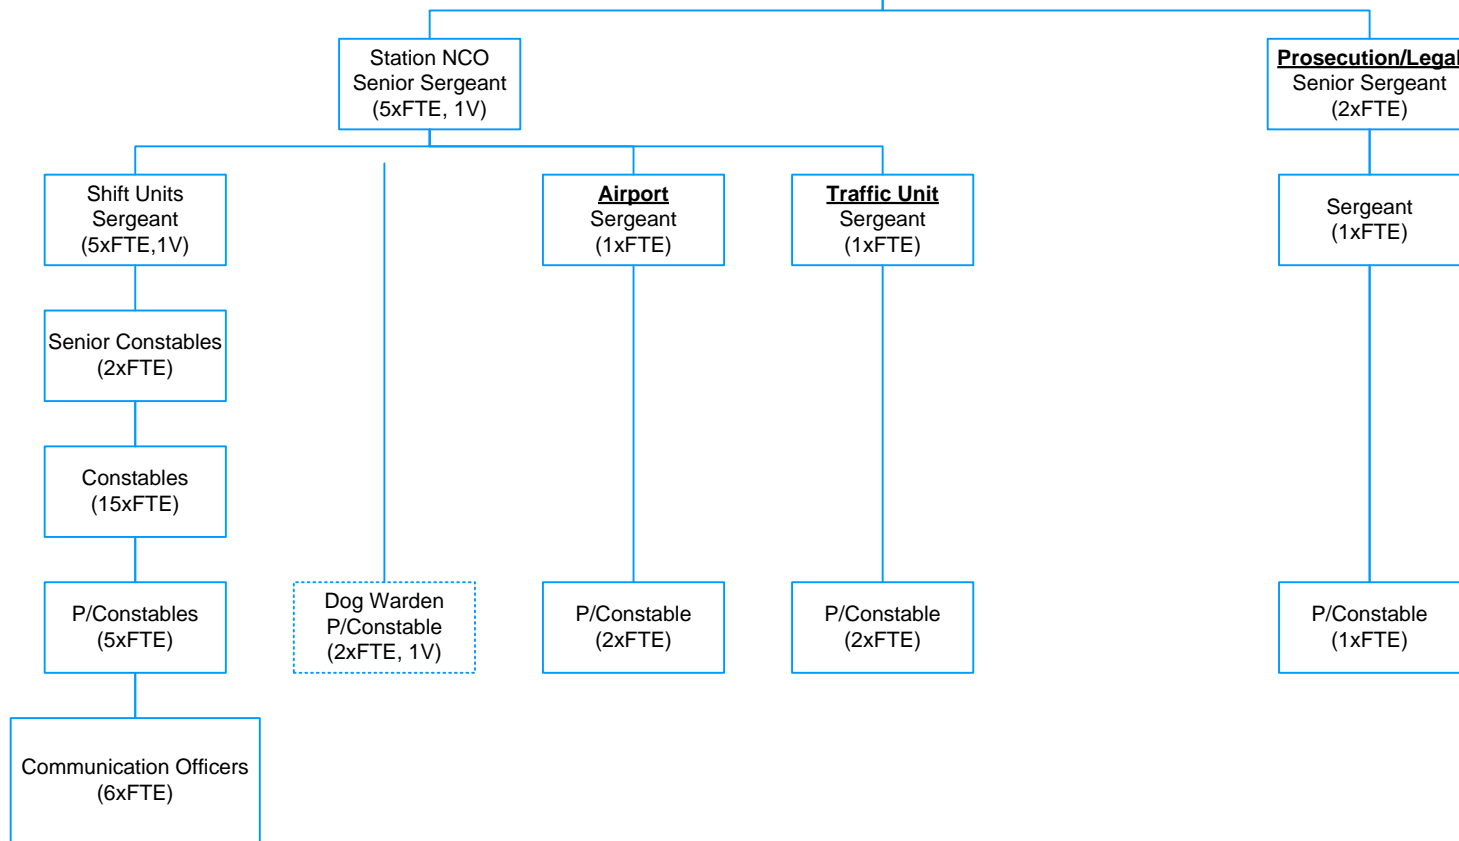 Station NCO
Senior Sergeant
(5xFTE, 1V)
Prosecution/Legal
Senior Sergeant
(2xFTE)
Shift Units
Sergeant
(5xFTE,1V)
Airport
Sergeant
(1xFTE)
Traffic Unit
Sergeant
(1xFTE)
Sergeant
(1xFTE)
Senior Constables
(2xFTE)
Constables
(15xFTE)
P/Constables
(5xFTE)
Dog Warden
P/Constable
(2xFTE, 1V)
P/Constable
(2xFTE)
P/Constable
(2xFTE)
P/Constable
(1xFTE)
Communication Officers
(6xFTE)